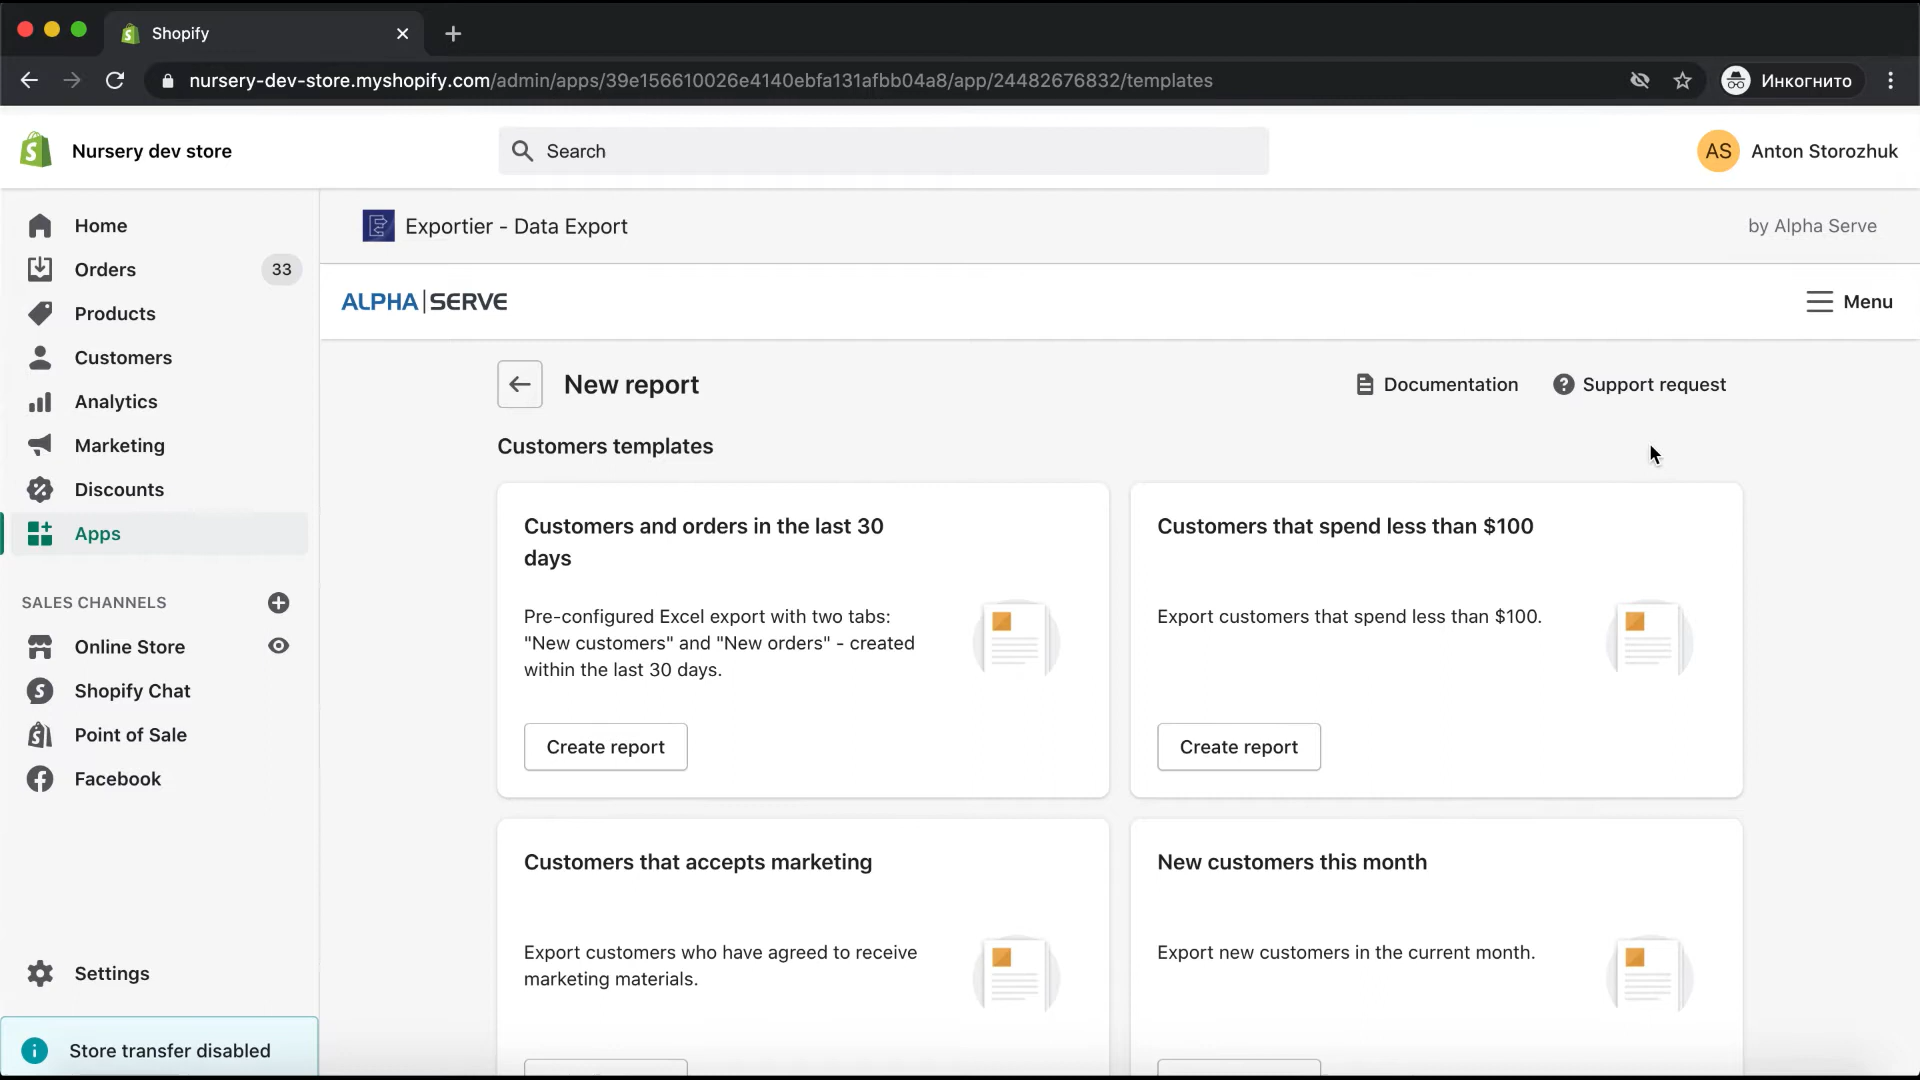 Shopify
nursery-dev-store.myshopify.com/admin/apps/39e156610026e4140ebfa131afbb04a8/app/24482676832/templates
Инкогнито
Nursery dev store
Search
AS
Anton Storozhuk
Home
Orders
33
Products
Customers
Analytics
Marketing
Discounts
Apps
SALES CHANNELS
Online Store
Shopify Chat
Point of Sale
Facebook
Settings
Store transfer disabled
Exportier - Data Export
by Alpha Serve
ALPHA|SERVE
Menu
New report
Documentation
Support request
Customers templates
Customers and orders in the last 30
days
Pre-configured Excel export with two tabs:
"New customers" and "New orders" - created
within the last 30 days.
Create report
Customers that spend less than $100
Export customers that spend less than $100.
Create report
Customers that accepts marketing
Export customers who have agreed to receive
marketing materials.
New customers this month
Export new customers in the current month.